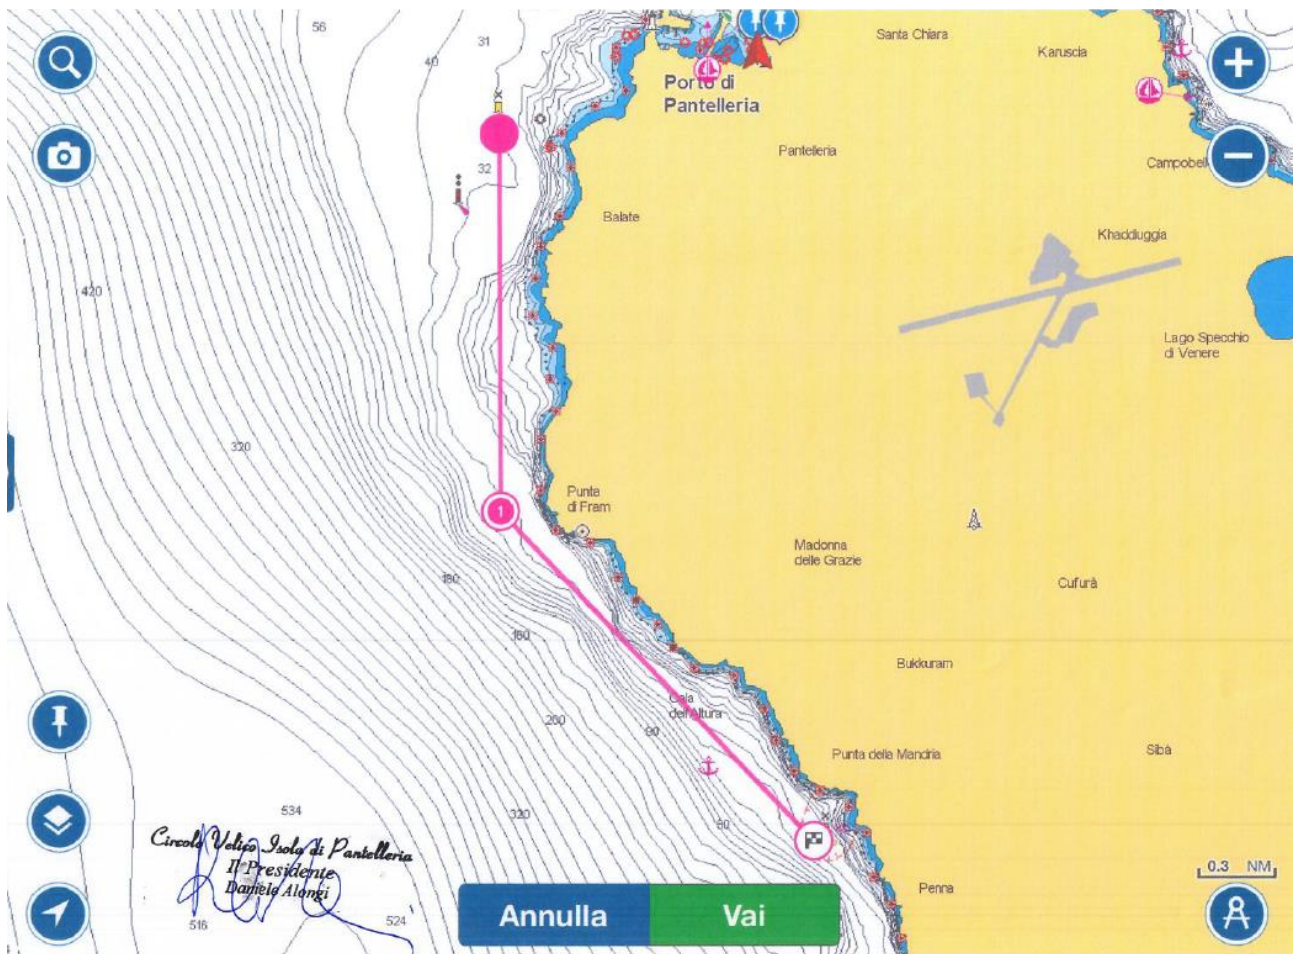 56
31
40
Santa Chiara
Karuscia
Porto di
Pantelleria
Pantelleria
Campobell
32
Balate
Khaddiuggia
420
Lago Specchio
di Venere
320
Punta
di Fram
1
Madonna
delle Grazie
180
Cufurà
160
Bukkuram
Cala
dell'Altura
200
90
Punta della Mandria
Sibà
534
320
80
Circolo Velico Isola di Pantelleria
Il Presidente
Daniele Alongi
0.3 NM
Penna
516
524
Annulla
Vai